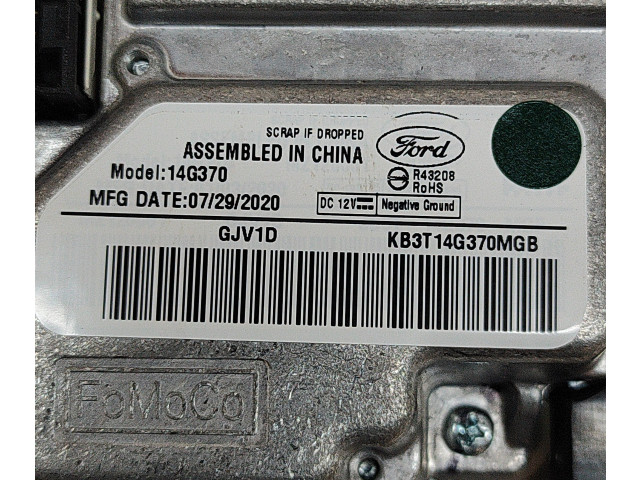 SCRAP IF DROPPED
ASSEMBLED IN CHINA
Ford
Model:14G370
R43208
RoHS
MFG DATE:07/29/2020
DC 12V
Negative Ground
GJV1D
KB3T14G370MGB
FoMoCo